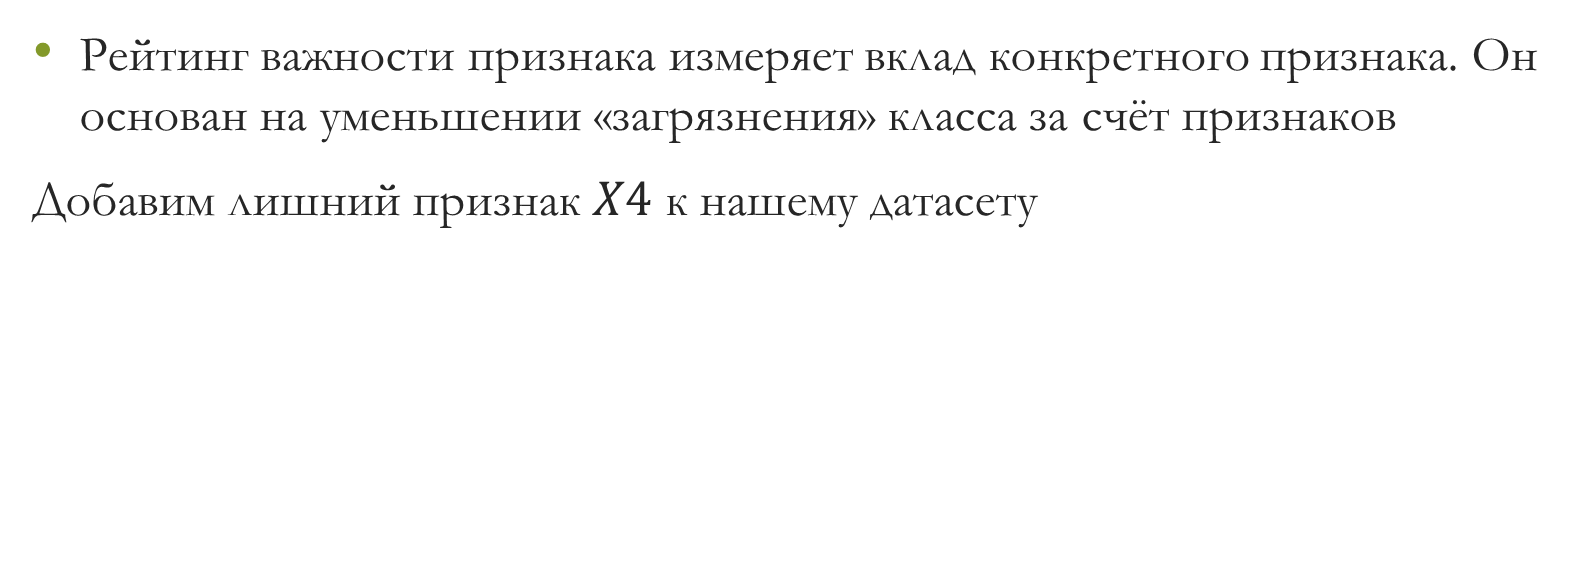 • Рейтинг важности признака измеряет вклад конкретного признака. Он
основан на уменьшении «загрязнения» класса за счёт признаков
Добавим лишний признак X4 к нашему датасету